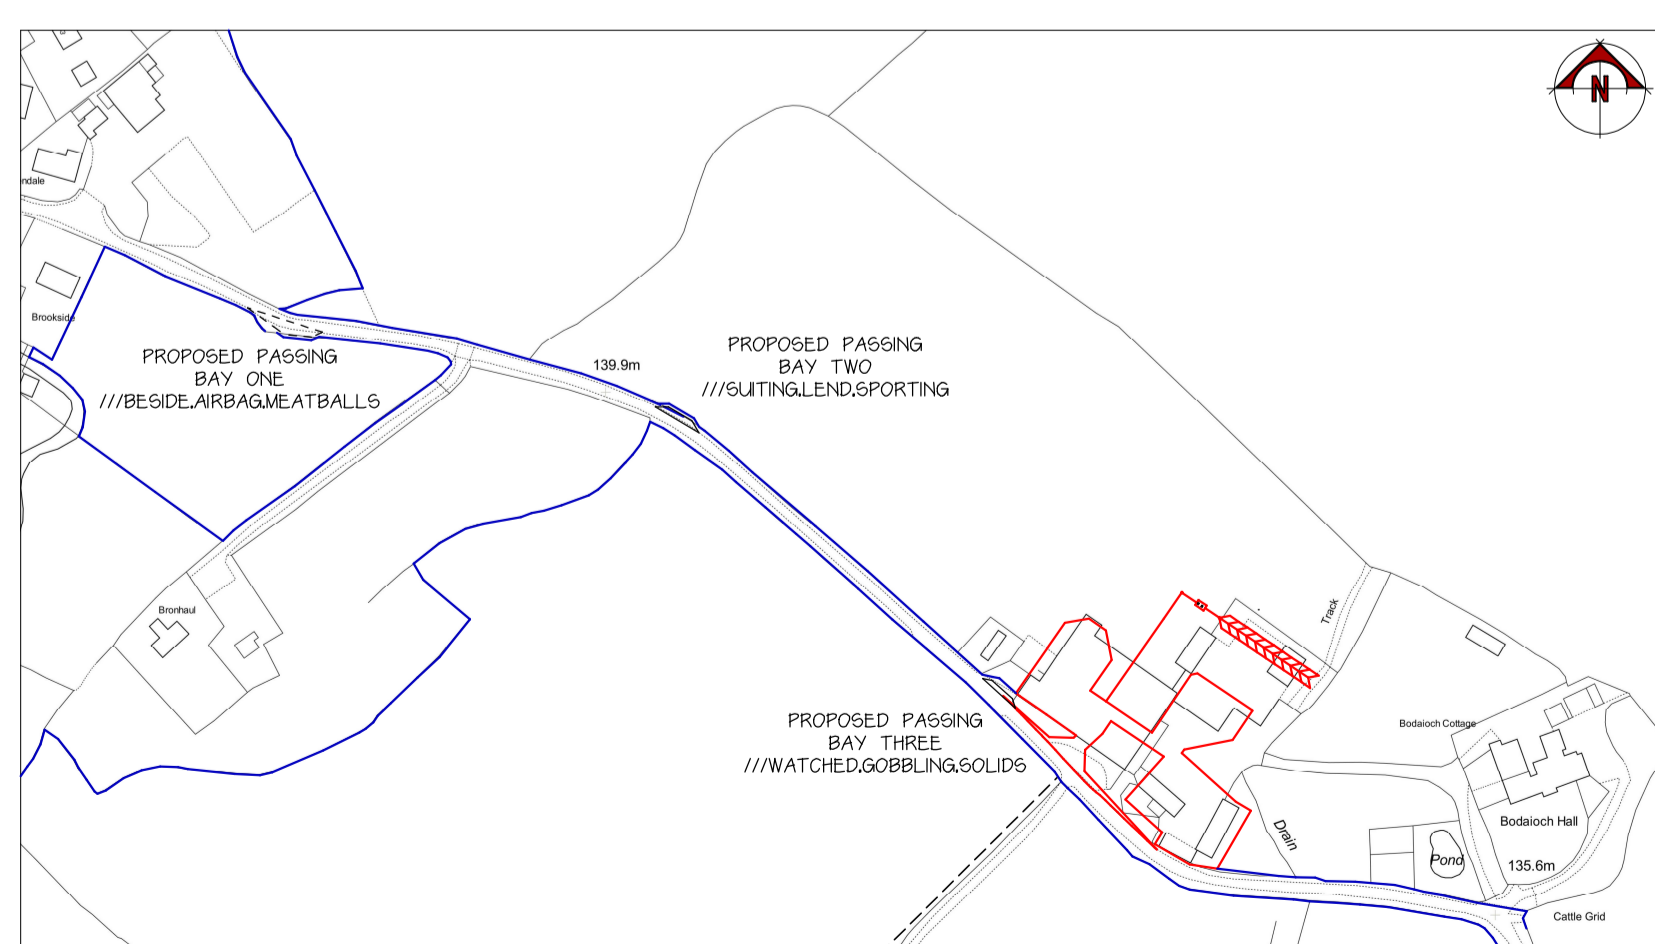 N
ndale
Brookside
PROPOSED PASSING
BAY ONE
///BESIDE.AIRBAG.MEATBALLS
139.9m
PROPOSED PASSING
BAY TWO
///SUITING.LEND.SPORTING
Bronhaul
Track
PROPOSED PASSING
BAY THREE
///WATCHED.GOBBLING.SOLIDS
Bodaioch Cottage
Bodaioch Hall
Drain
Pond
135.6m
Cattle Grid